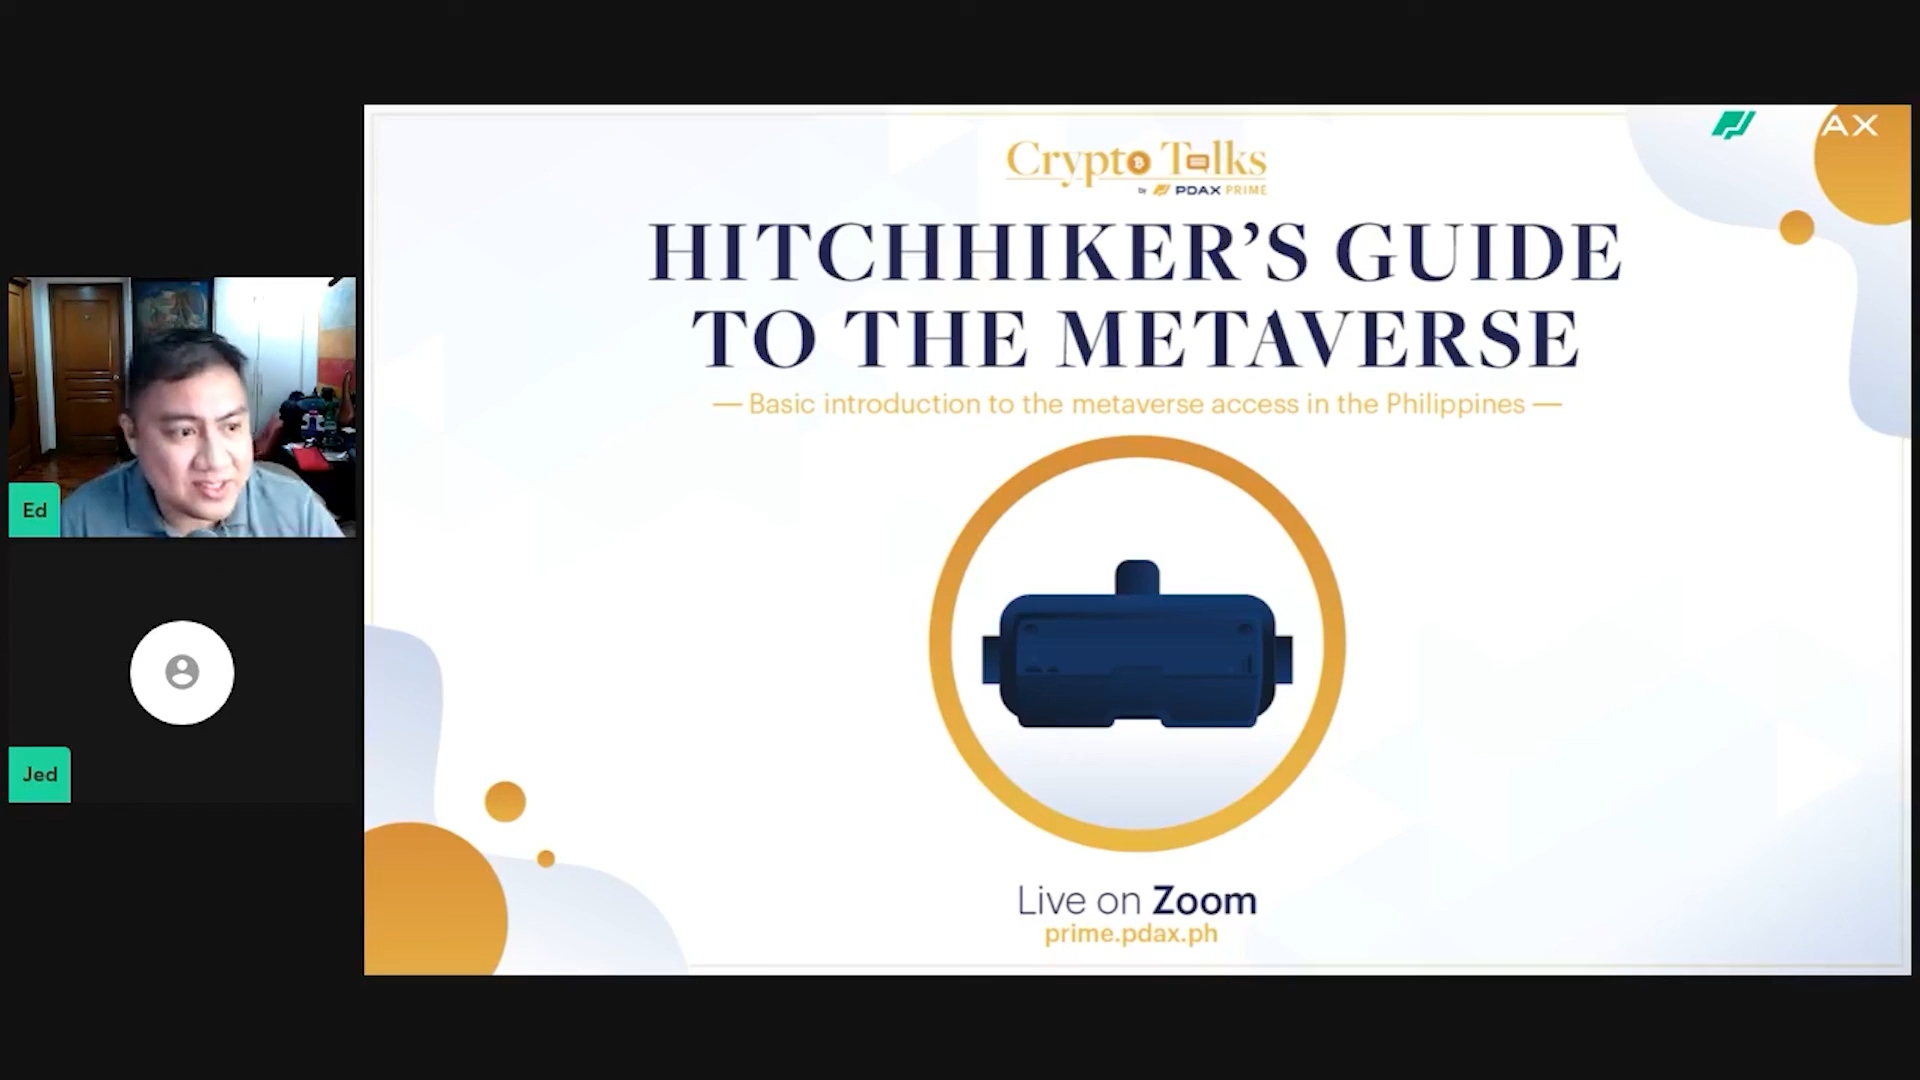 Crypto Talks
by PDAX PRIME
AX
HITCHHIKER’S GUIDE
TO THE METAVERSE
— Basic introduction to the metaverse access in the Philippines —
Ed
Jed
Live on Zoom
prime.pdax.ph